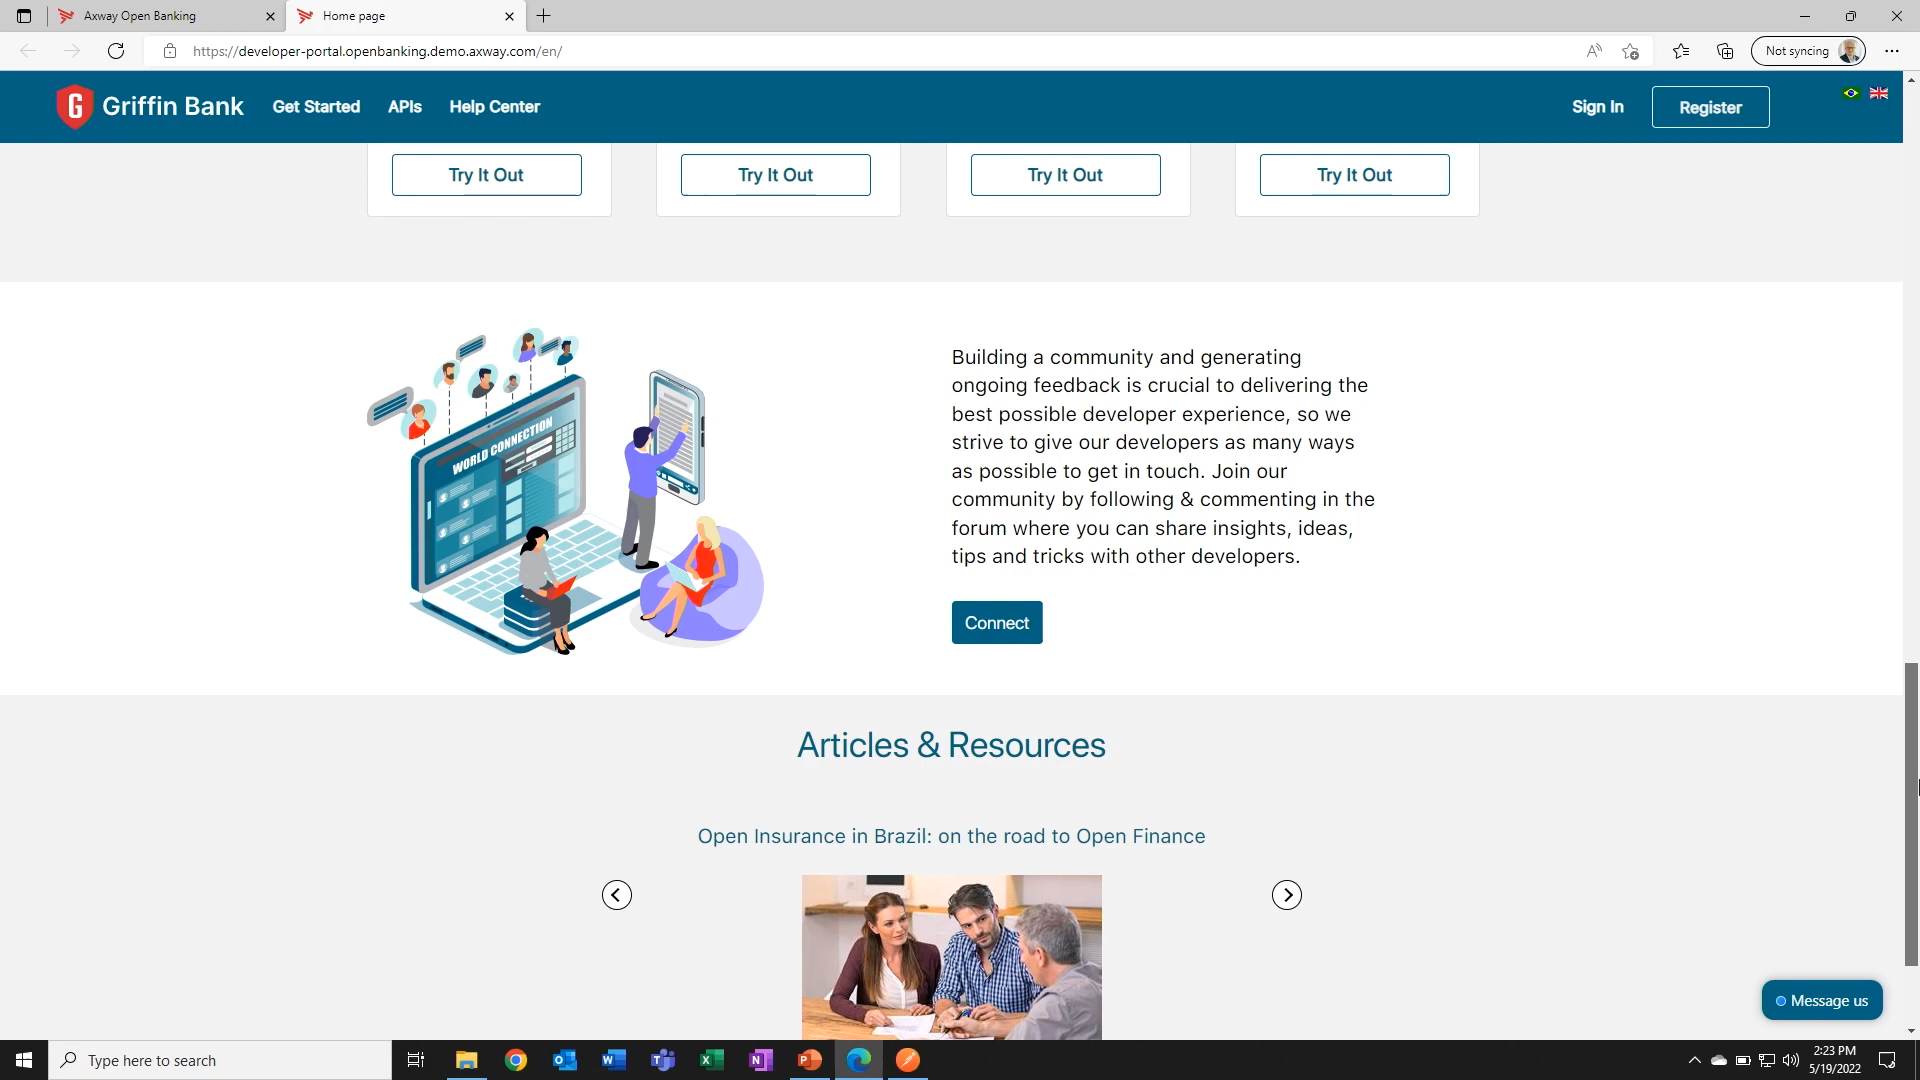 Axway Open Banking
Home page
https://developer-portal.openbanking.demo.axway.com/en/
Not syncing
G Griffin Bank
Get Started
APIs
Help Center
Sign In
Register
Try It Out
Try It Out
Try It Out
Try It Out
WORLD CONNECTION
Building a community and generating
ongoing feedback is crucial to delivering the
best possible developer experience, so we
strive to give our developers as many ways
as possible to get in touch. Join our
community by following & commenting in the
forum where you can share insights, ideas,
tips and tricks with other developers.
Connect
Articles & Resources
Open Insurance in Brazil: on the road to Open Finance
Message us
Type here to search
2:23 PM
5/19/2022